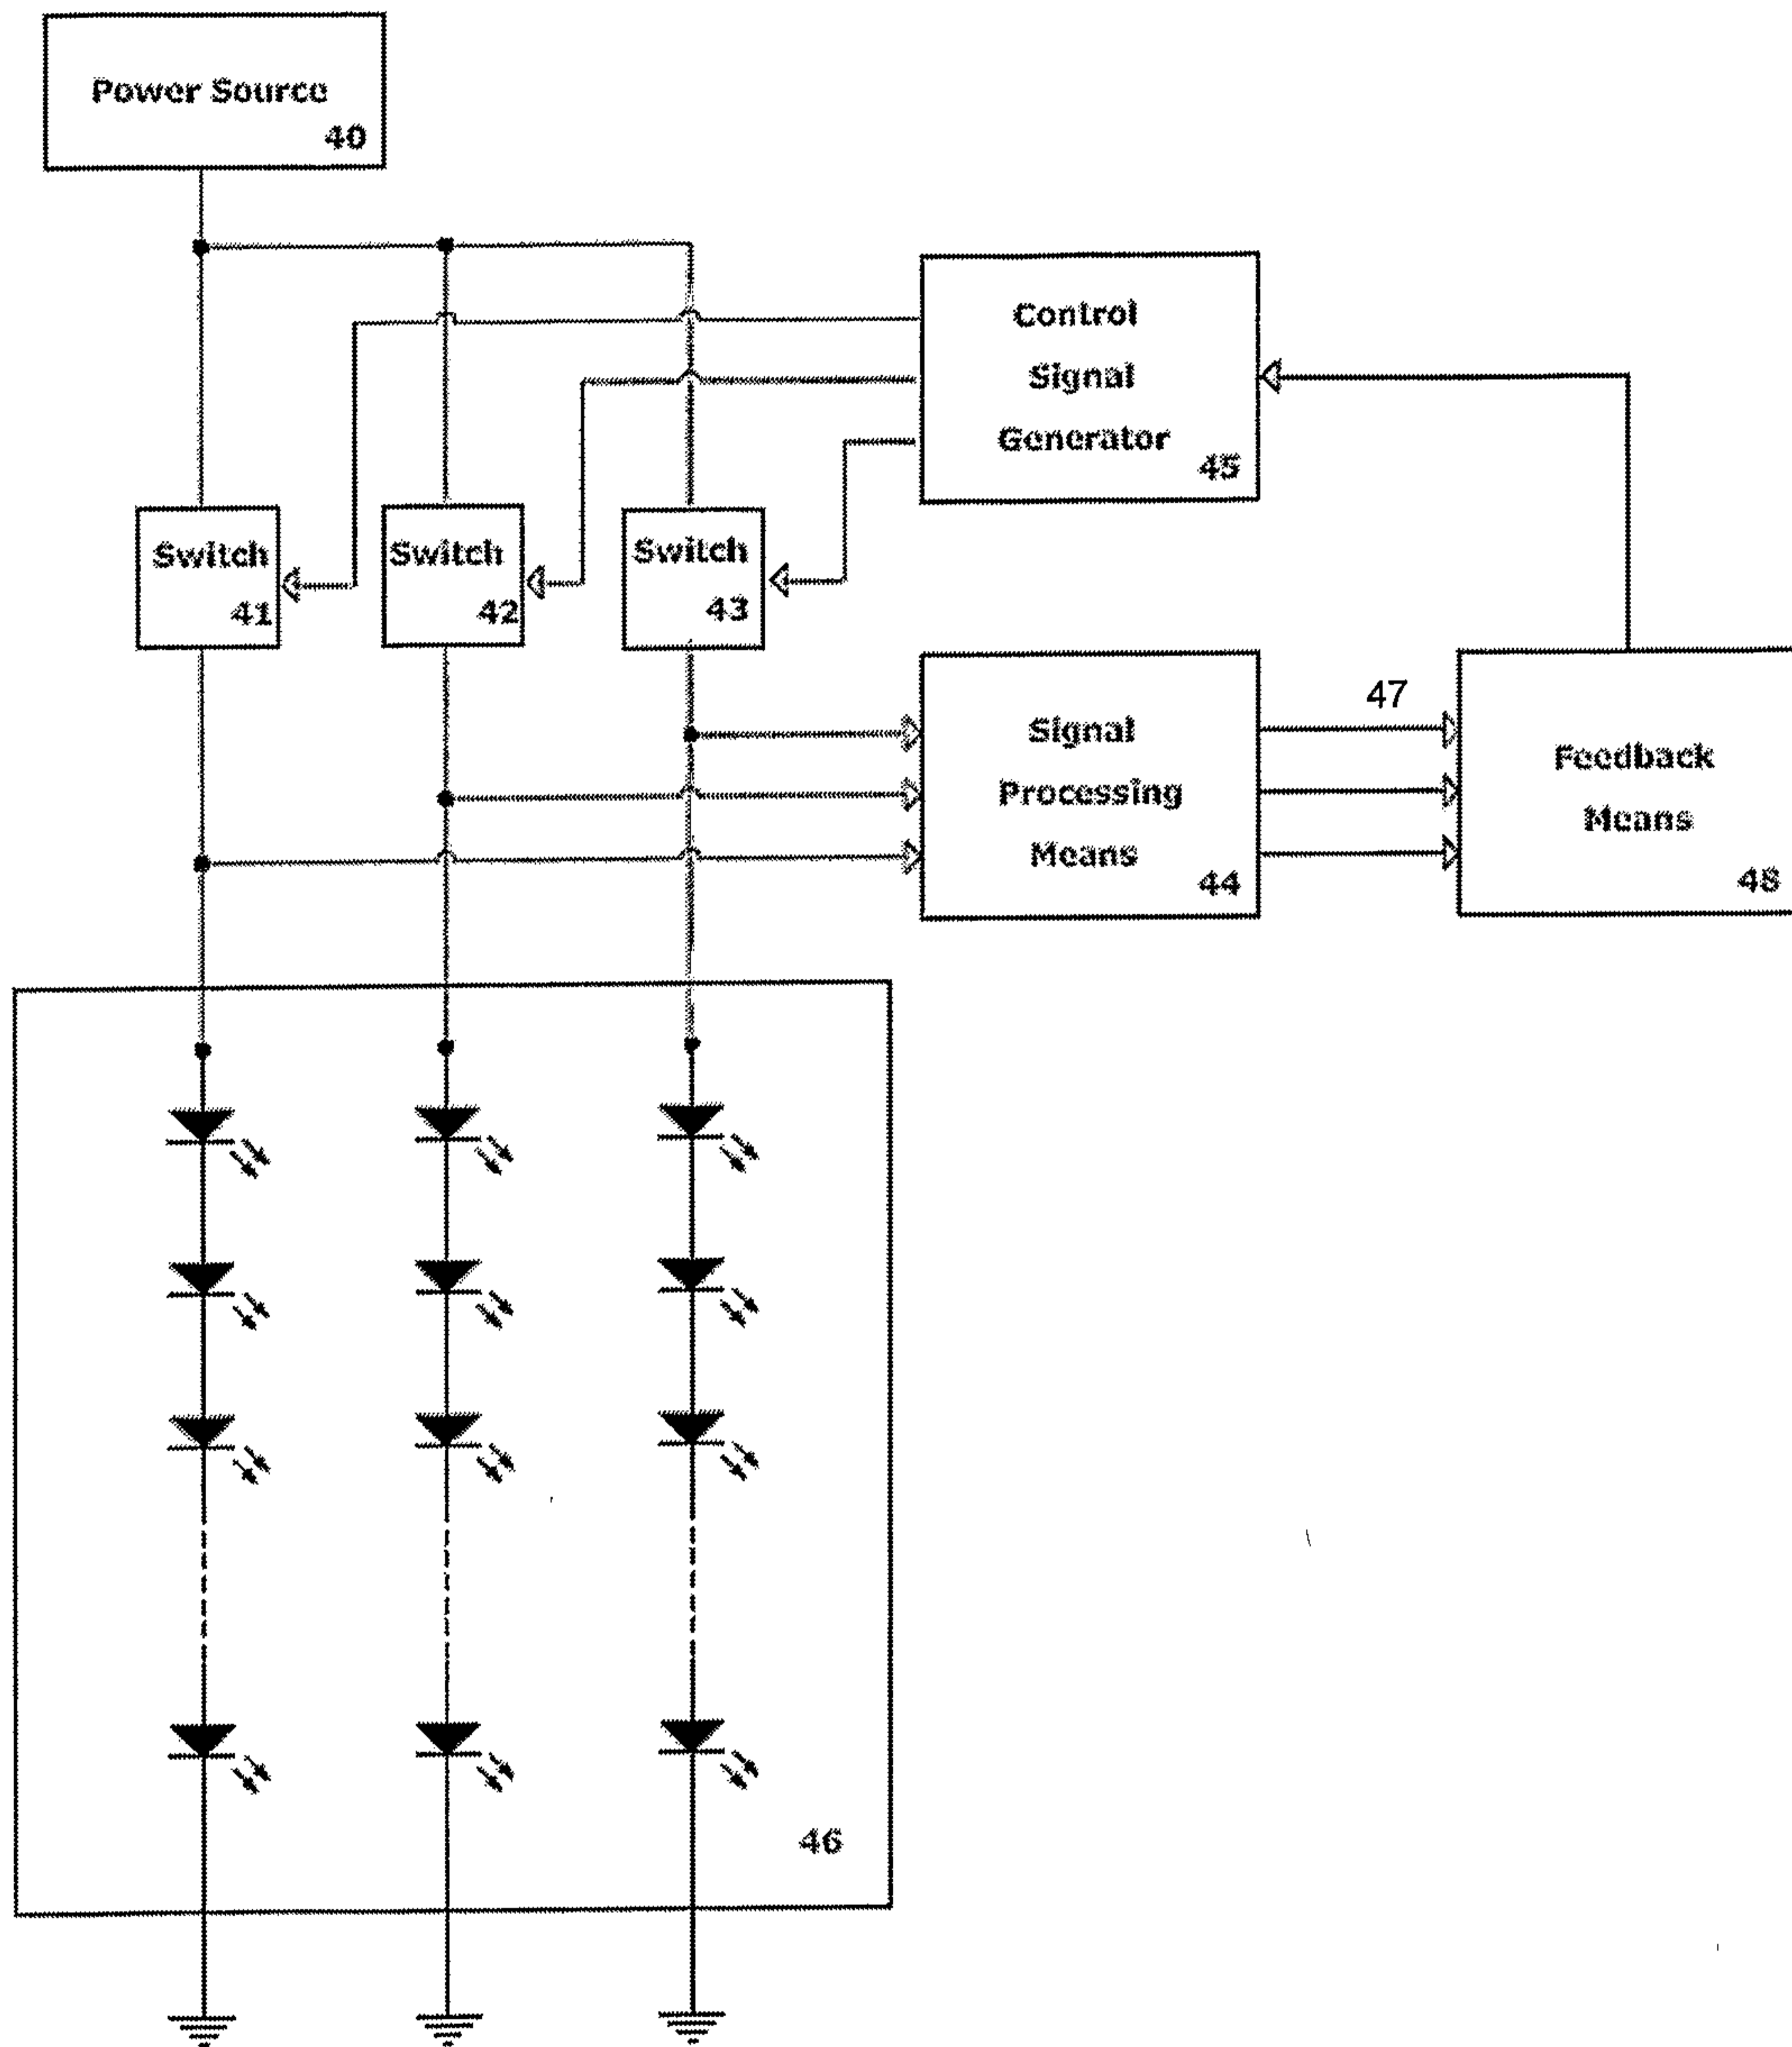 Power Source
40
Control
Signal
Generator
45
Switch
41
Switch
42
Switch
43
Signal
Processing
Means
44
47
Feedback
Means
48
46